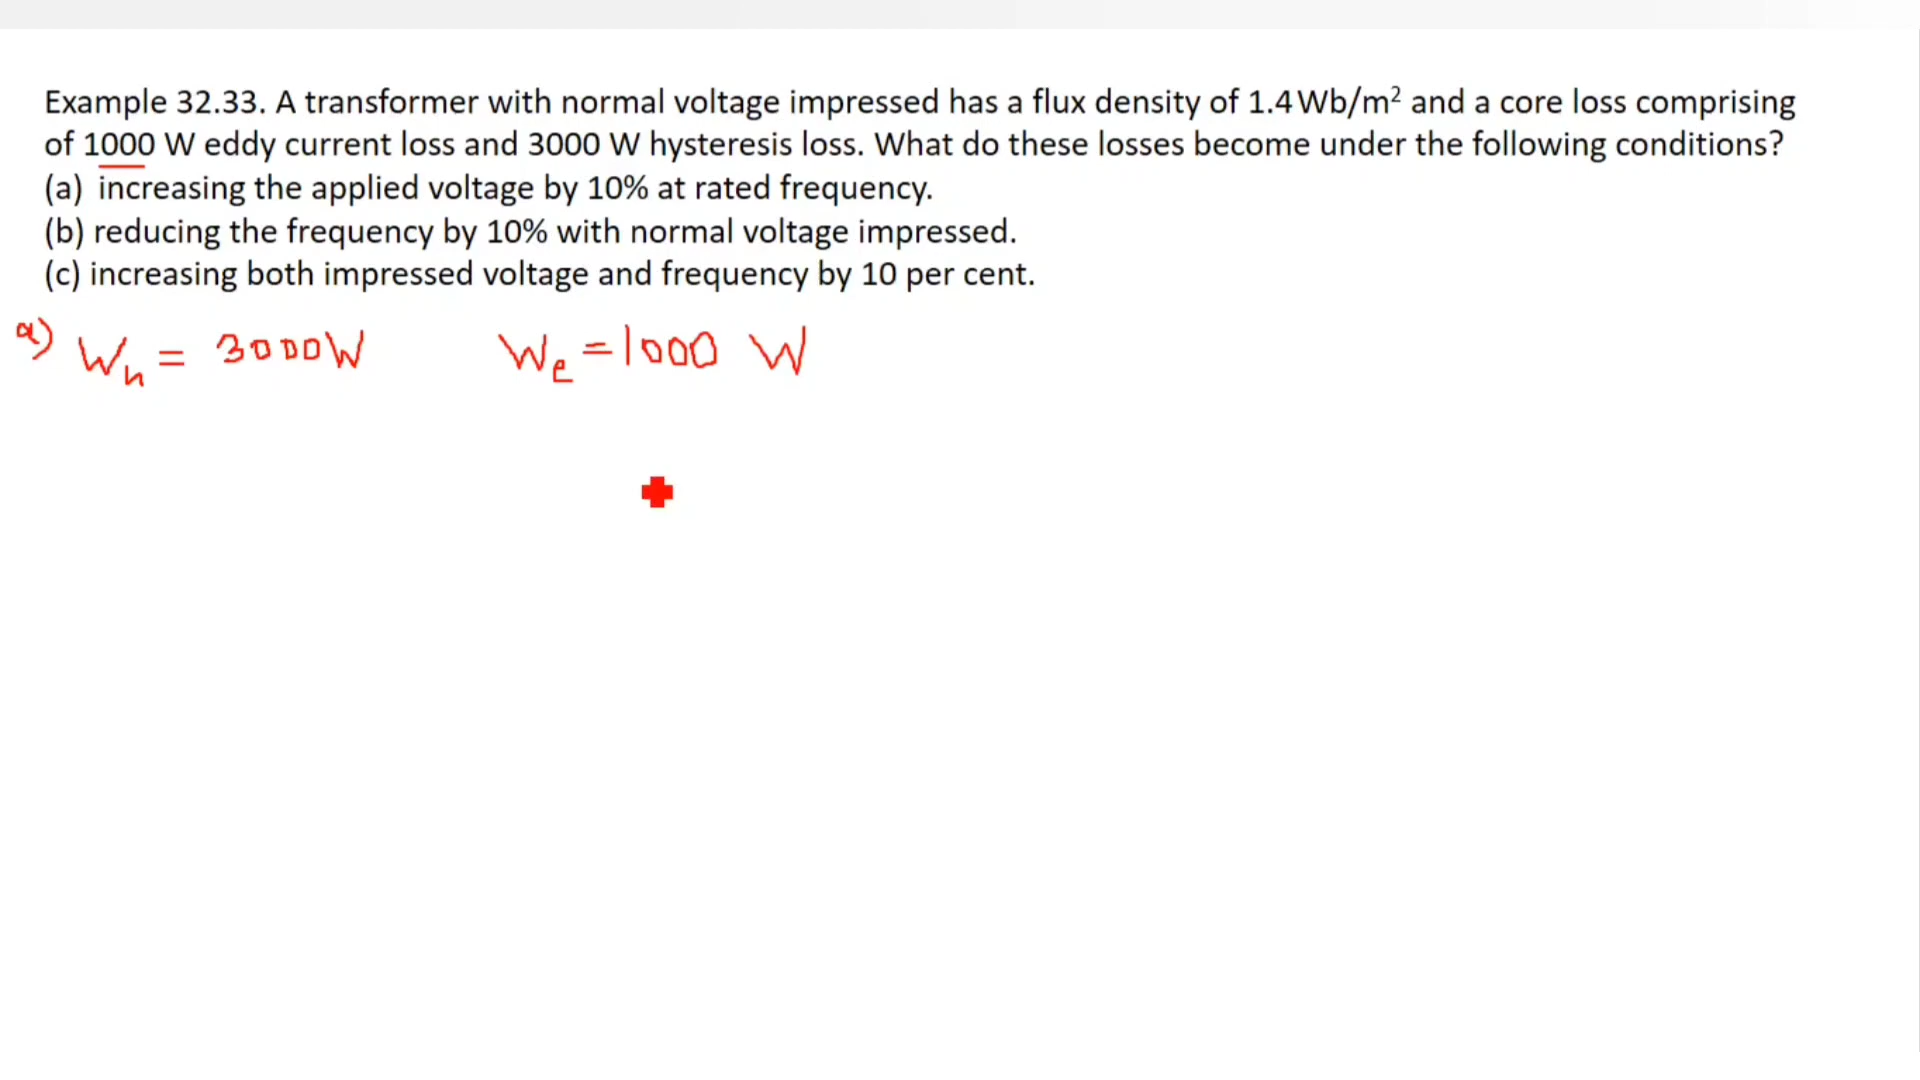 Example 32.33. A transformer with normal voltage impressed has a flux density of 1.4 Wb/m² and a core loss comprising
of 1000 W eddy current loss and 3000 W hysteresis loss. What do these losses become under the following conditions?
(a) increasing the applied voltage by 10% at rated frequency.
(b) reducing the frequency by 10% with normal voltage impressed.
(c) increasing both impressed voltage and frequency by 10 per cent.
a) Wh = 3000W We = 1000 W